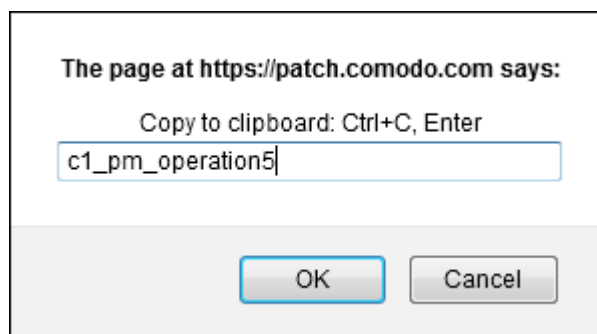 The page at https://patch.comodo.com says:
Copy to clipboard: Ctrl+C, Enter
c1_pm_operation5
OK Cancel